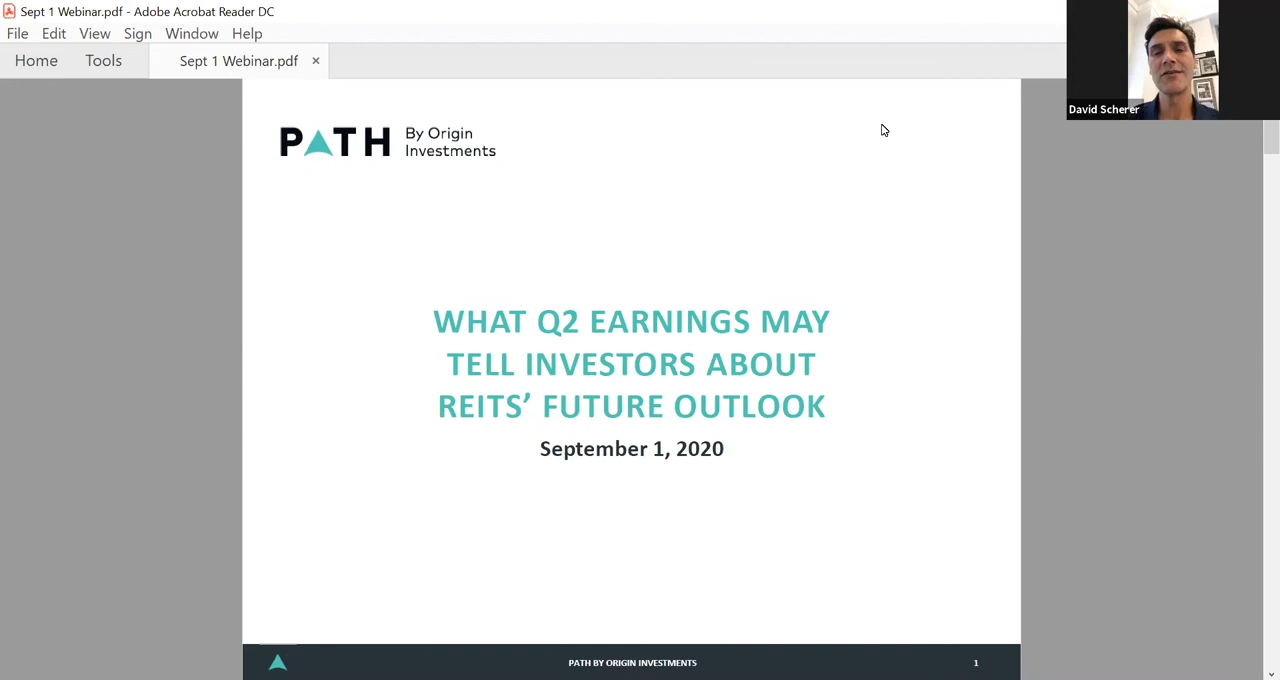 Sept 1 Webinar.pdf - Adobe Acrobat Reader DC
File Edit View Sign Window Help
Home Tools Sept 1 Webinar.pdf ×
David Scherer
PATH By Origin
Investments
WHAT Q2 EARNINGS MAY
TELL INVESTORS ABOUT
REITS’ FUTURE OUTLOOK
September 1, 2020
PATH BY ORIGIN INVESTMENTS 1